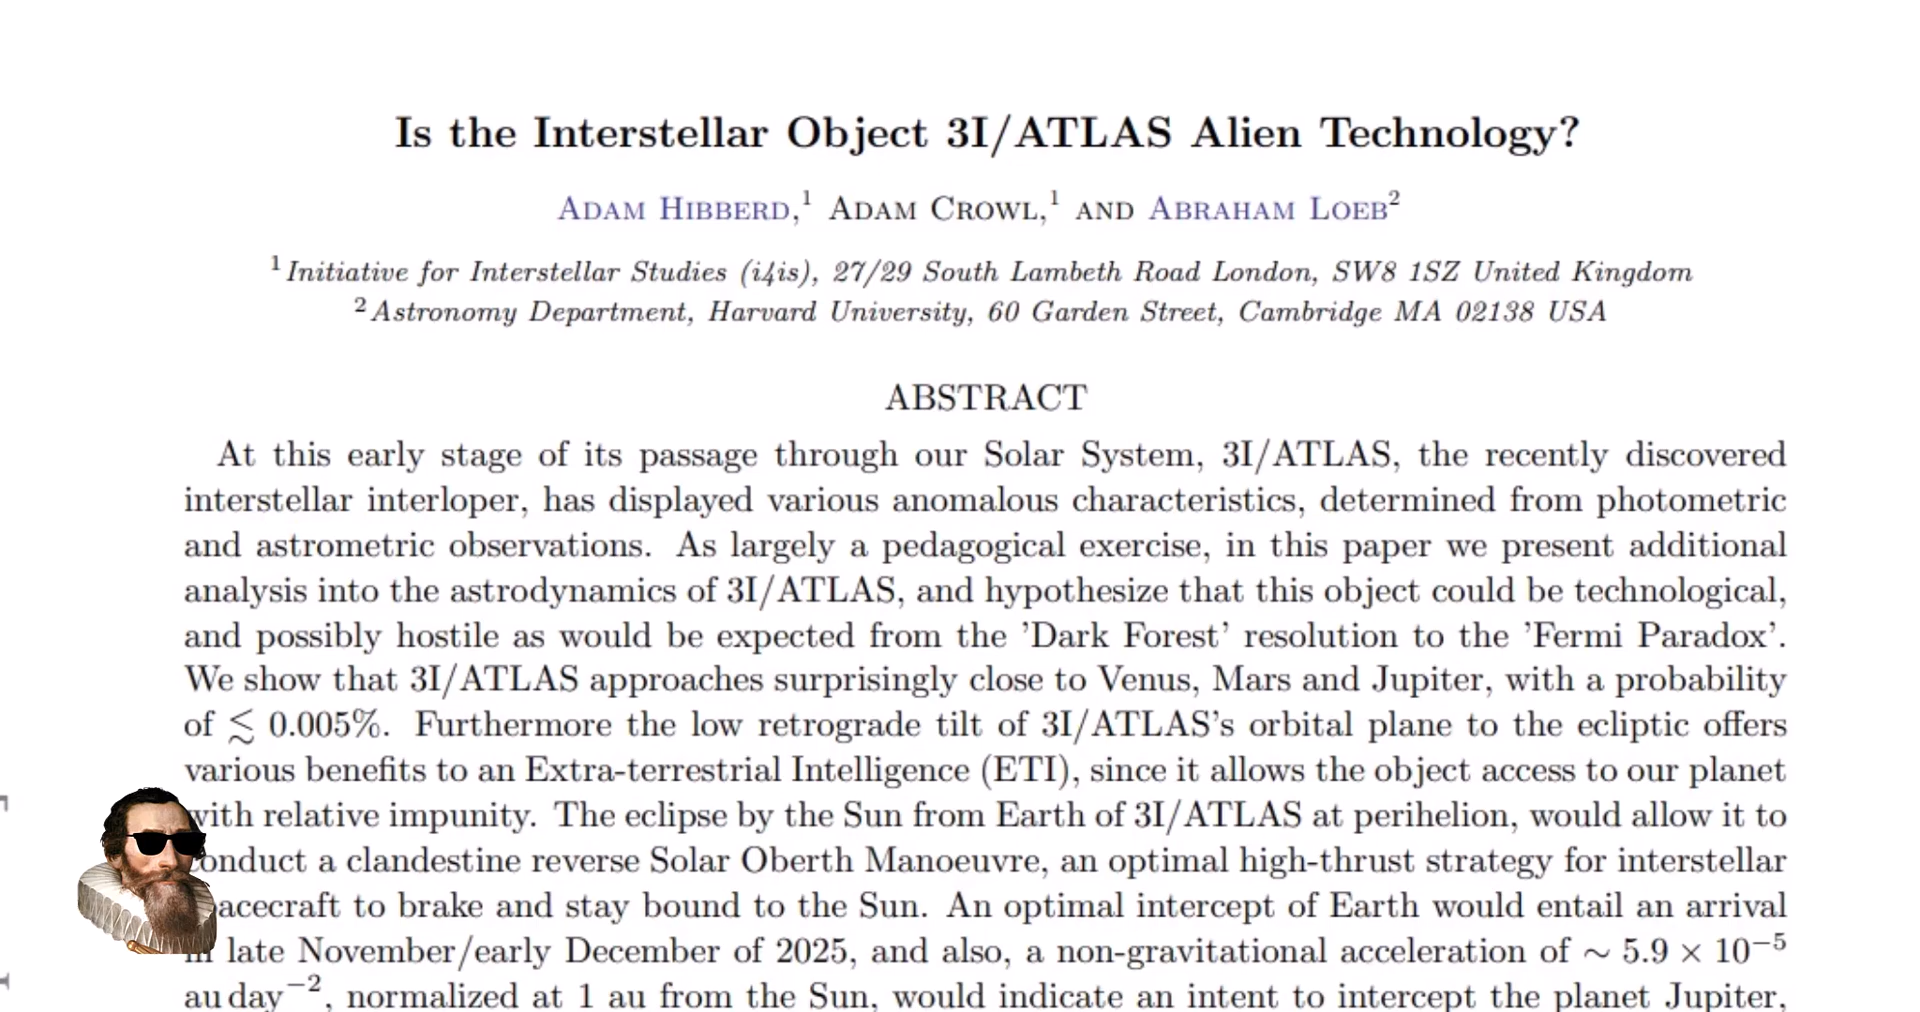 Is the Interstellar Object 3I/ATLAS Alien Technology?
ADAM HIBBERD,¹ ADAM CROWL,¹ AND ABRAHAM LOEB²
¹ Initiative for Interstellar Studies (i4is), 27/29 South Lambeth Road London, SW8 1SZ United Kingdom
² Astronomy Department, Harvard University, 60 Garden Street, Cambridge MA 02138 USA
ABSTRACT
At this early stage of its passage through our Solar System, 3I/ATLAS, the recently discovered
interstellar interloper, has displayed various anomalous characteristics, determined from photometric
and astrometric observations. As largely a pedagogical exercise, in this paper we present additional
analysis into the astrodynamics of 3I/ATLAS, and hypothesize that this object could be technological,
and possibly hostile as would be expected from the 'Dark Forest' resolution to the 'Fermi Paradox'.
We show that 3I/ATLAS approaches surprisingly close to Venus, Mars and Jupiter, with a probability
of ≲ 0.005%. Furthermore the low retrograde tilt of 3I/ATLAS's orbital plane to the ecliptic offers
various benefits to an Extra-terrestrial Intelligence (ETI), since it allows the object access to our planet
with relative impunity. The eclipse by the Sun from Earth of 3I/ATLAS at perihelion, would allow it to
onduct a clandestine reverse Solar Oberth Manoeuvre, an optimal high-thrust strategy for interstellar
acecraft to brake and stay bound to the Sun. An optimal intercept of Earth would entail an arrival
in late November/early December of 2025, and also, a non-gravitational acceleration of ~ 5.9 × 10⁻⁵
au day⁻², normalized at 1 au from the Sun, would indicate an intent to intercept the planet Jupiter,